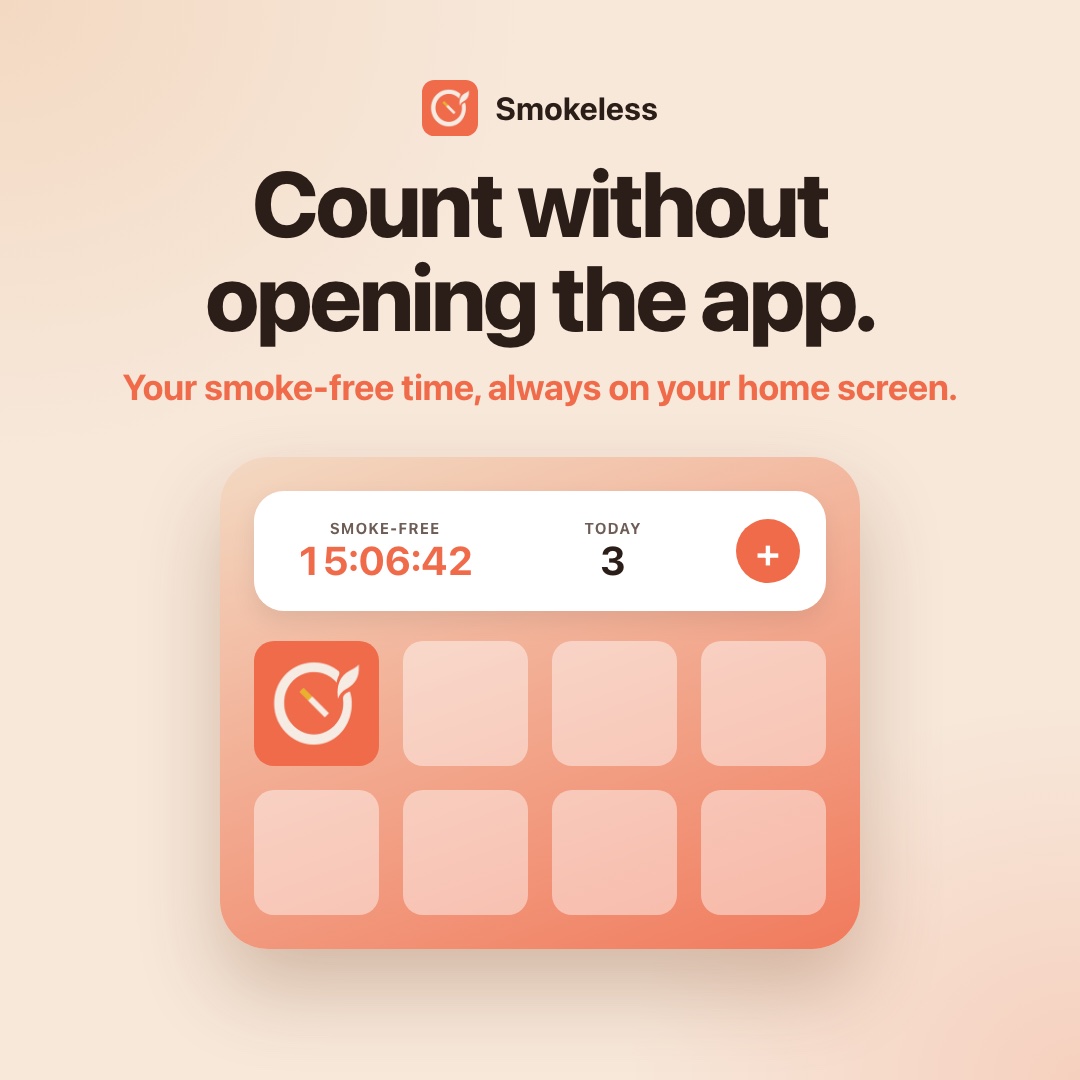 Smokeless
Count without
opening the app.
Your smoke-free time, always on your home screen.
SMOKE-FREE
15:06:42
TODAY
3
+